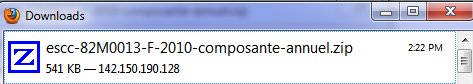 Downloads
escc-82M0013-F-2010-composante-annuel.zip 2:22 PM
541 KB — 142.150.190.128